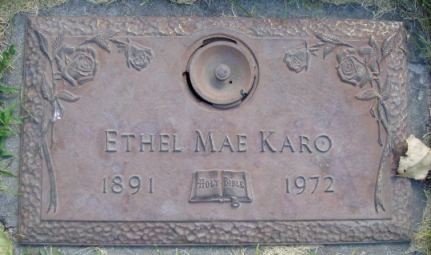 ETHEL MAE KARO
1891 HOLY BIBLE 1972